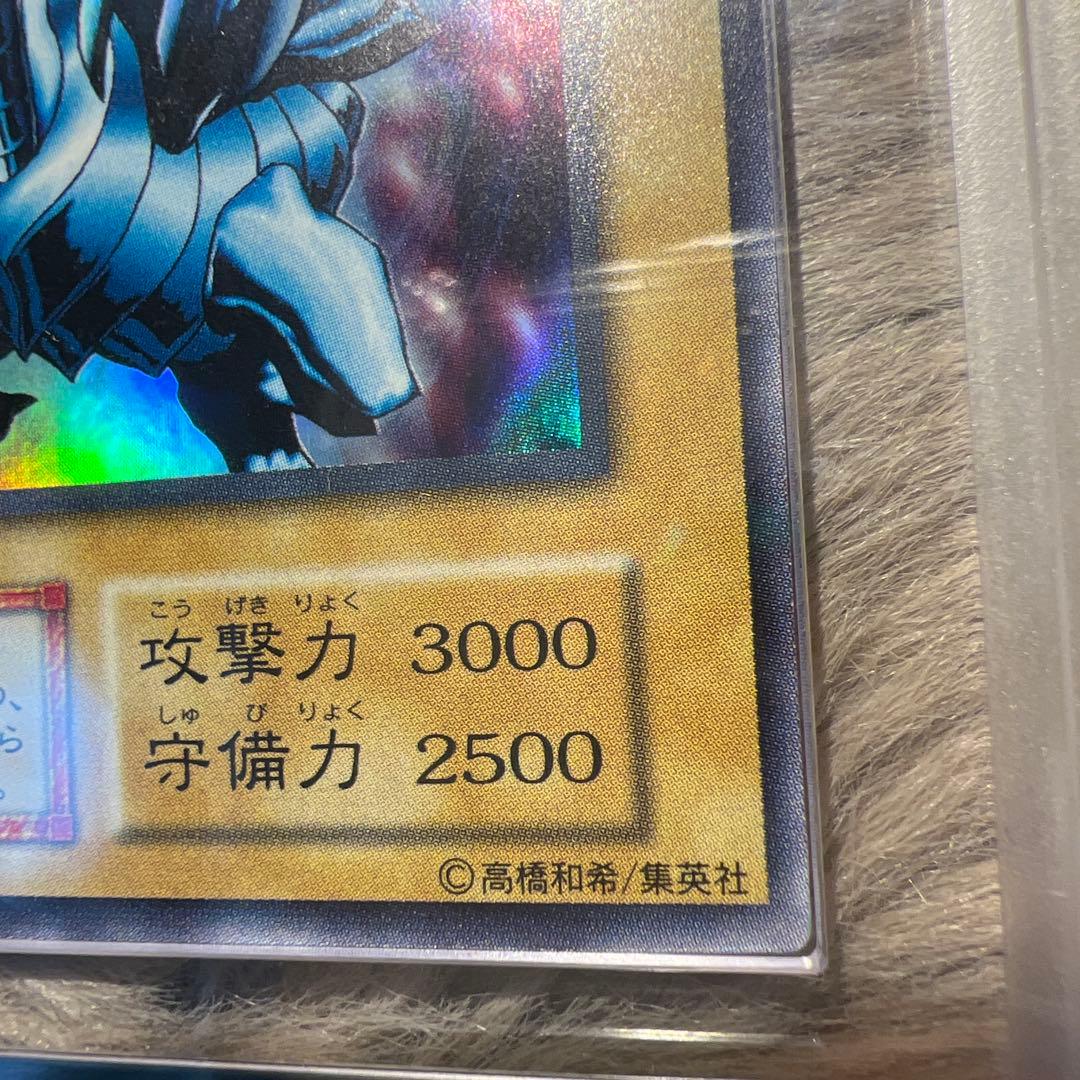 こう げき りょく
攻撃力 3000
しゅ び りょく
守備力 2500
、
ら
。
©高橋和希/集英社